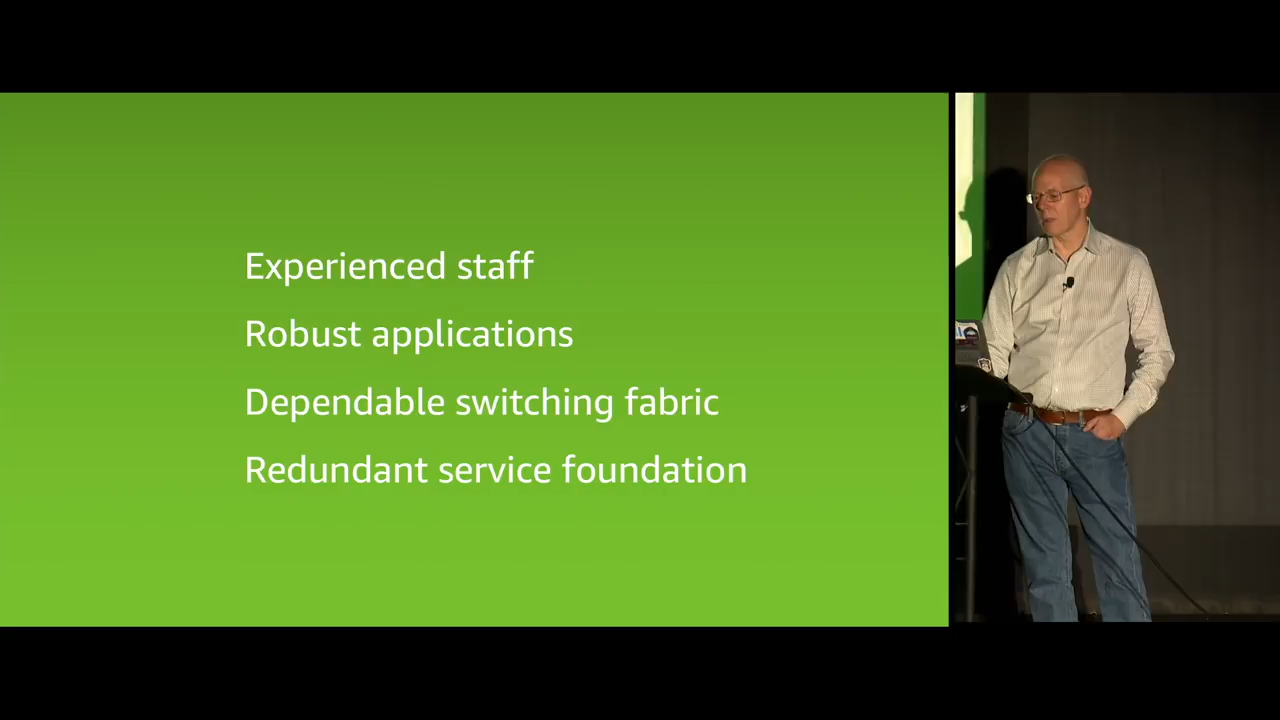 Experienced staff
Robust applications
Dependable switching fabric
Redundant service foundation